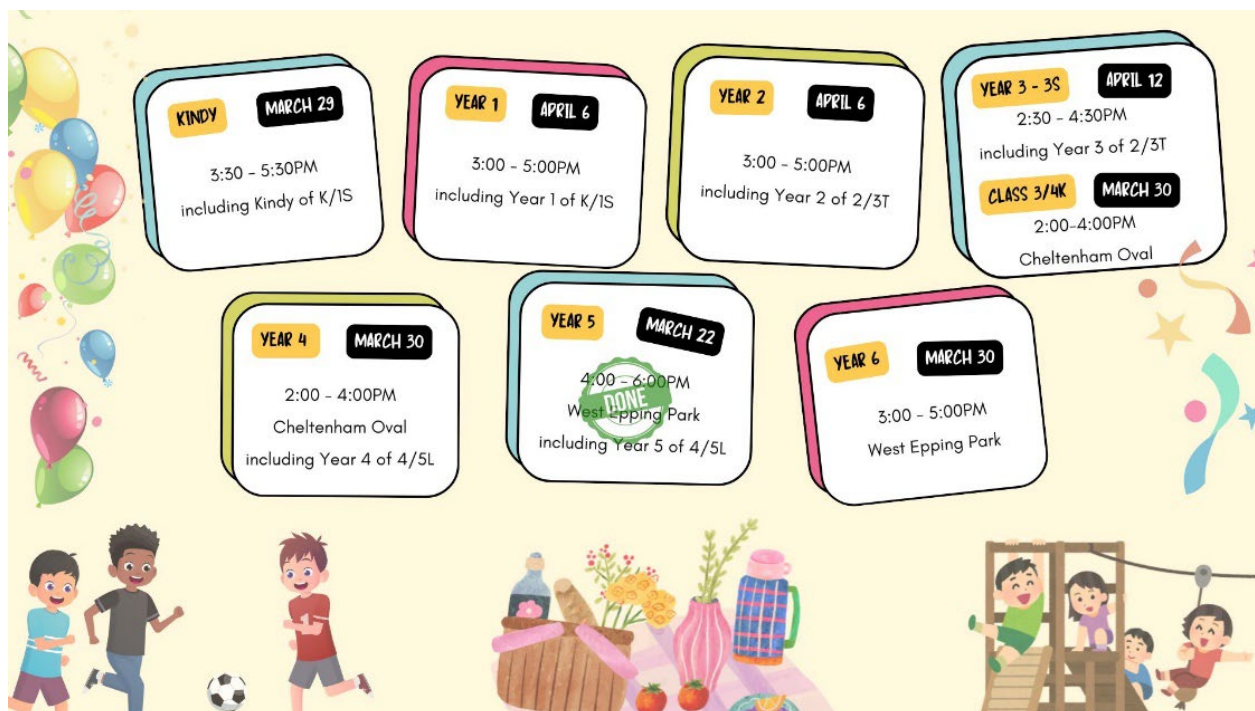 KINDY MARCH 29
3:30 - 5:30PM
including Kindy of K/1S
YEAR 1 APRIL 6
3:00 - 5:00PM
including Year 1 of K/1S
YEAR 2 APRIL 6
3:00 - 5:00PM
including Year 2 of 2/3T
YEAR 3 - 3S APRIL 12
2:30 - 4:30PM
including Year 3 of 2/3T
CLASS 3/4K MARCH 30
2:00-4:00PM
Cheltenham Oval
YEAR 4 MARCH 30
2:00 - 4:00PM
Cheltenham Oval
including Year 4 of 4/5L
YEAR 5 MARCH 22
4:00 - 6:00PM
DONE
West Epping Park
including Year 5 of 4/5L
YEAR 6 MARCH 30
3:00 - 5:00PM
West Epping Park